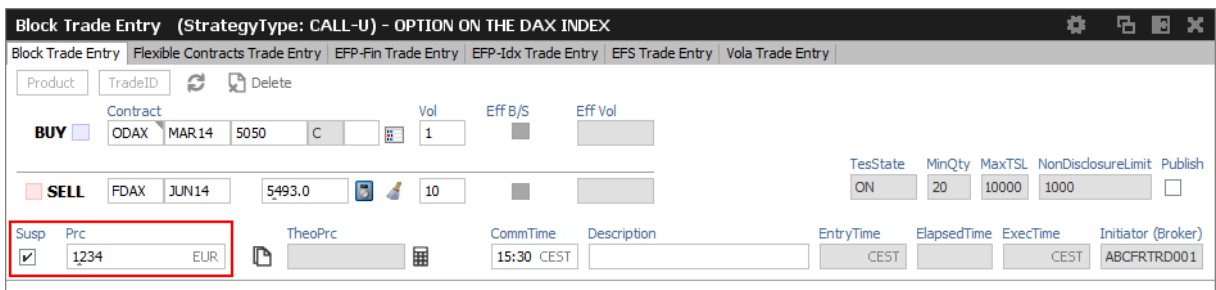 Block Trade Entry (StrategyType: CALL-U) - OPTION ON THE DAX INDEX
Block Trade Entry Flexible Contracts Trade Entry EFP-Fin Trade Entry EFP-Idx Trade Entry EFS Trade Entry Vola Trade Entry
Product TradeID Delete
Contract Vol Eff B/S Eff Vol
BUY ODAX MAR14 5050 C 1
TesState MinQty MaxTSL NonDisclosureLimit Publish
SELL FDAX JUN14 5493.0 10 ON 20 10000 1000
Susp Prc TheoPrc CommTime Description EntryTime ElapsedTime ExecTime Initiator (Broker)
1234 EUR 15:30 CEST CEST CEST ABCFRTRD001